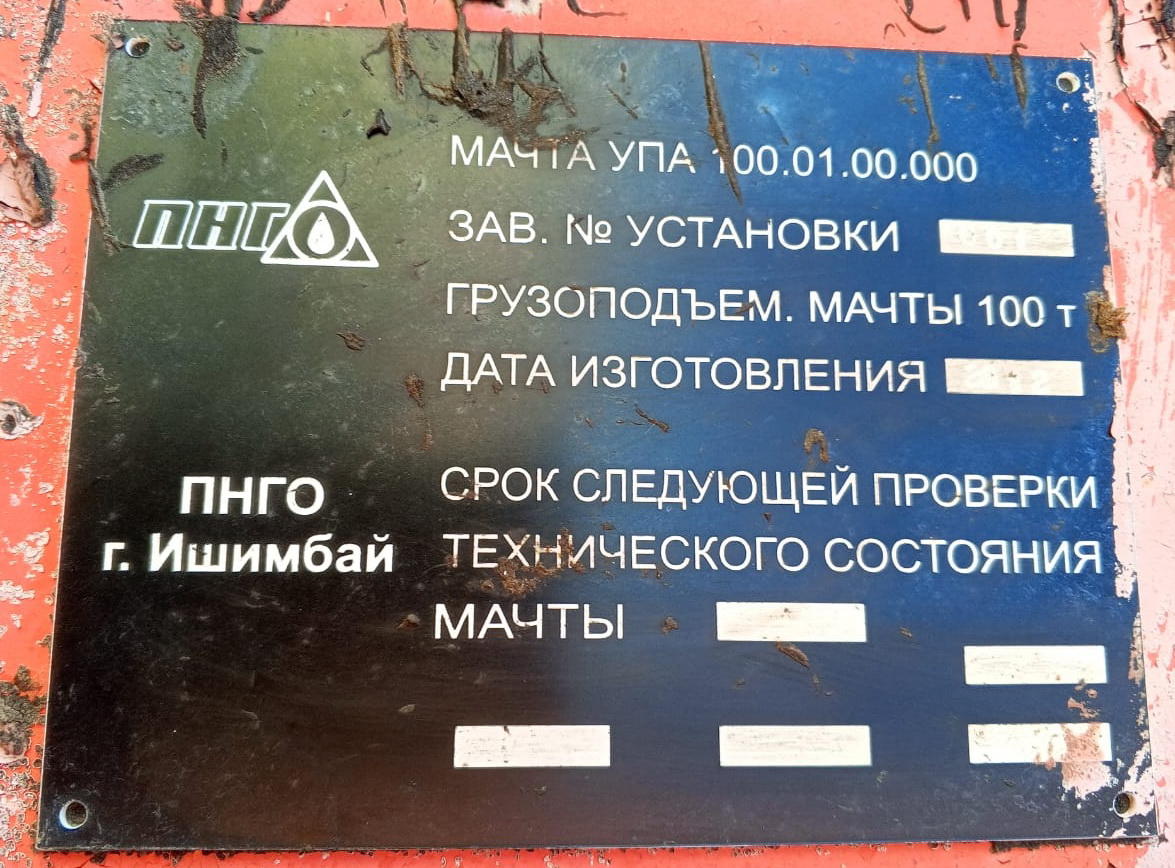 МАЧТА УПА 100.01.00.000
ПНГ
ЗАВ. № УСТАНОВКИ
ГРУЗОПОДЪЕМ. МАЧТЫ 100 т
ДАТА ИЗГОТОВЛЕНИЯ
ПНГО
г. Ишимбай
СРОК СЛЕДУЮЩЕЙ ПРОВЕРКИ
ТЕХНИЧЕСКОГО СОСТОЯНИЯ
МАЧТЫ